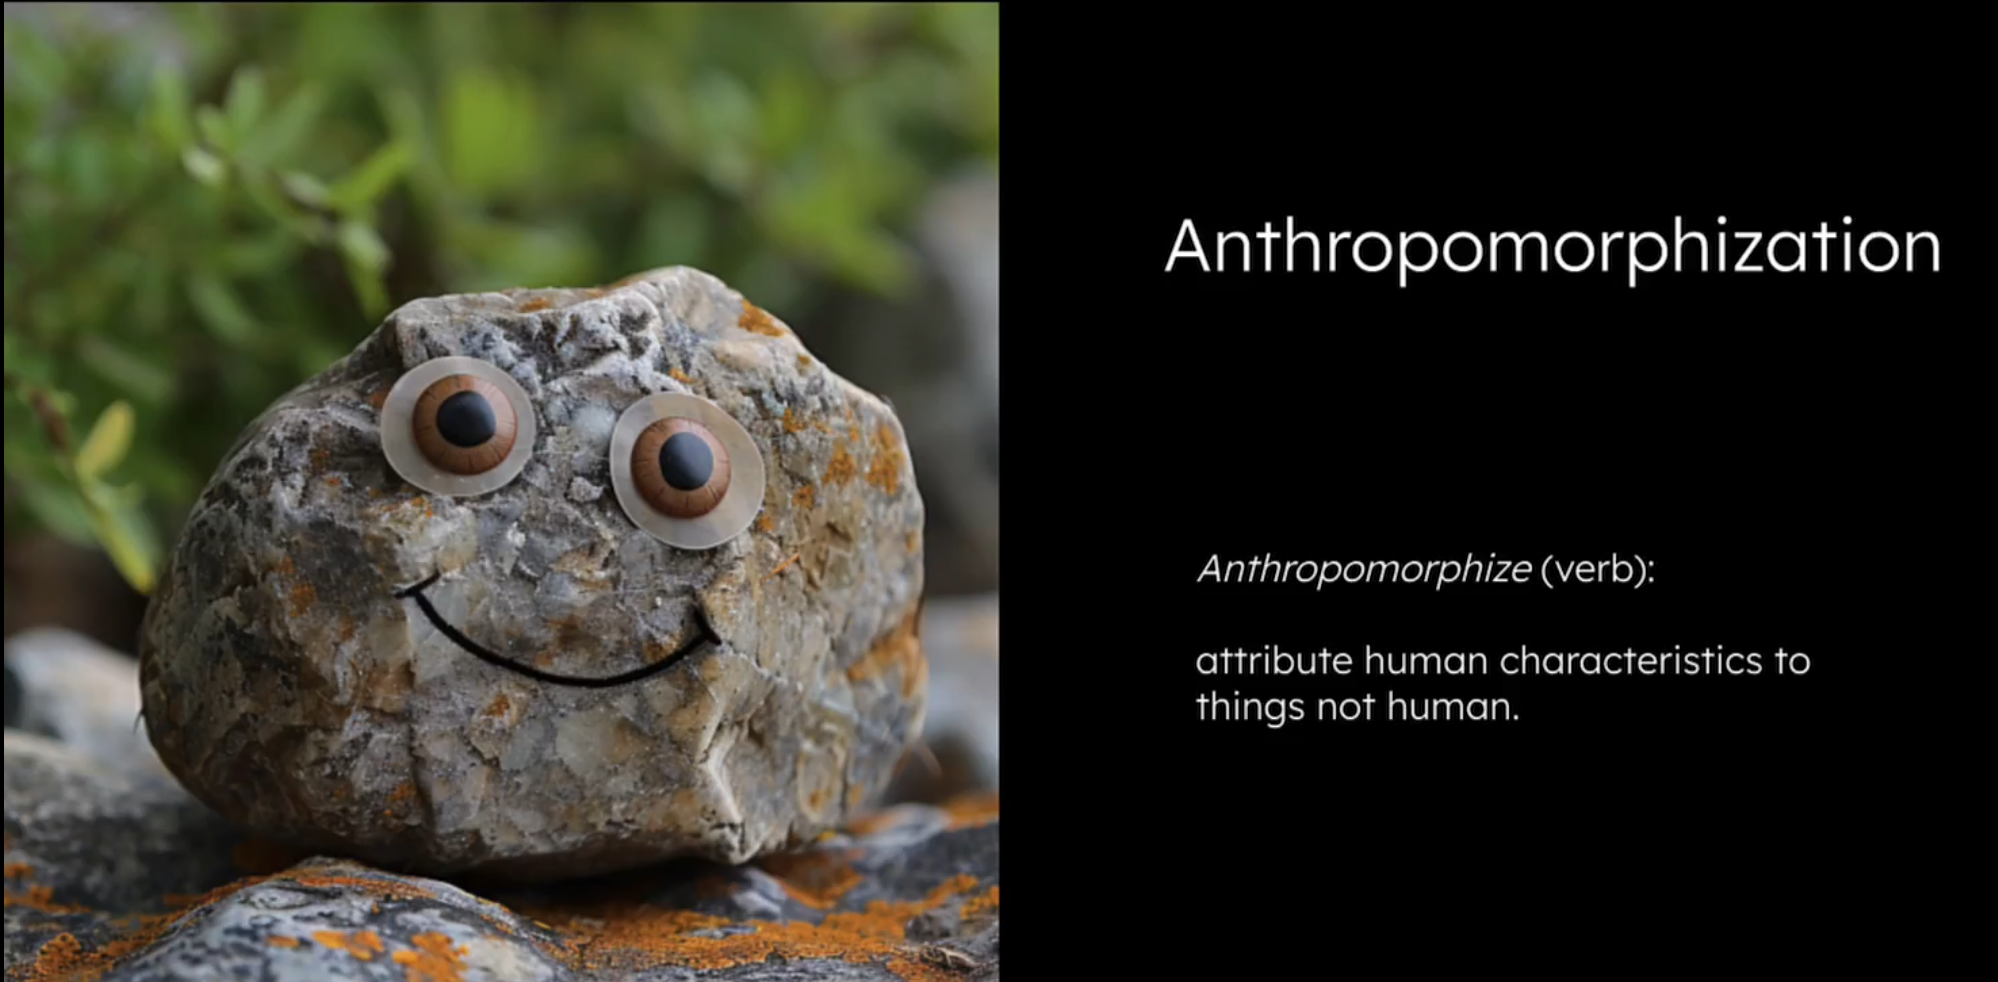 Anthropomorphization
Anthropomorphize (verb):
attribute human characteristics to
things not human.